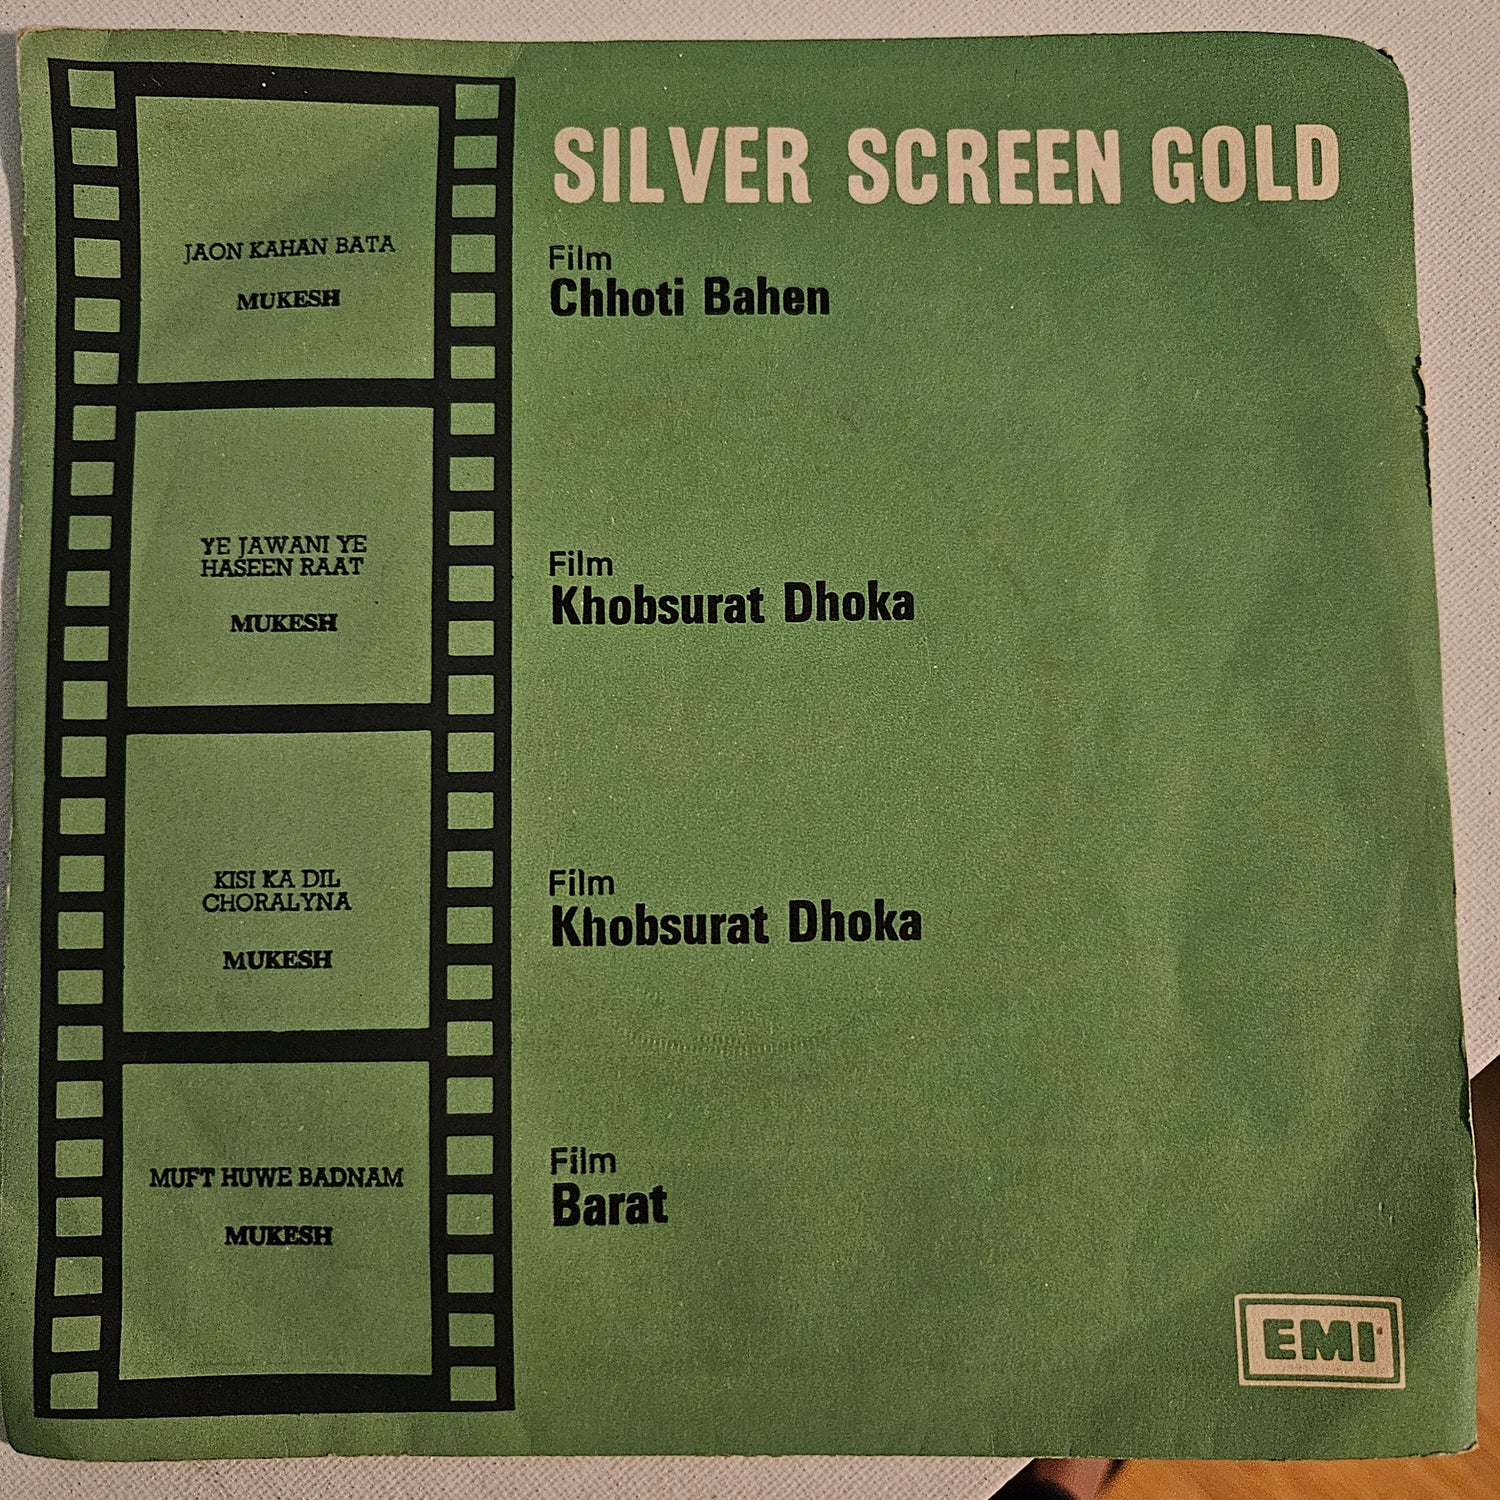 SILVER SCREEN GOLD
JAON KAHAN BATA
MUKESH
Film
Chhoti Bahen
YE JAWANI YE
HASEEN RAAT
MUKESH
Film
Khobsurat Dhoka
KISI KA DIL
CHORALYNA
MUKESH
Film
Khobsurat Dhoka
MUFT HUWE BADNAM
MUKESH
Film
Barat
EMI